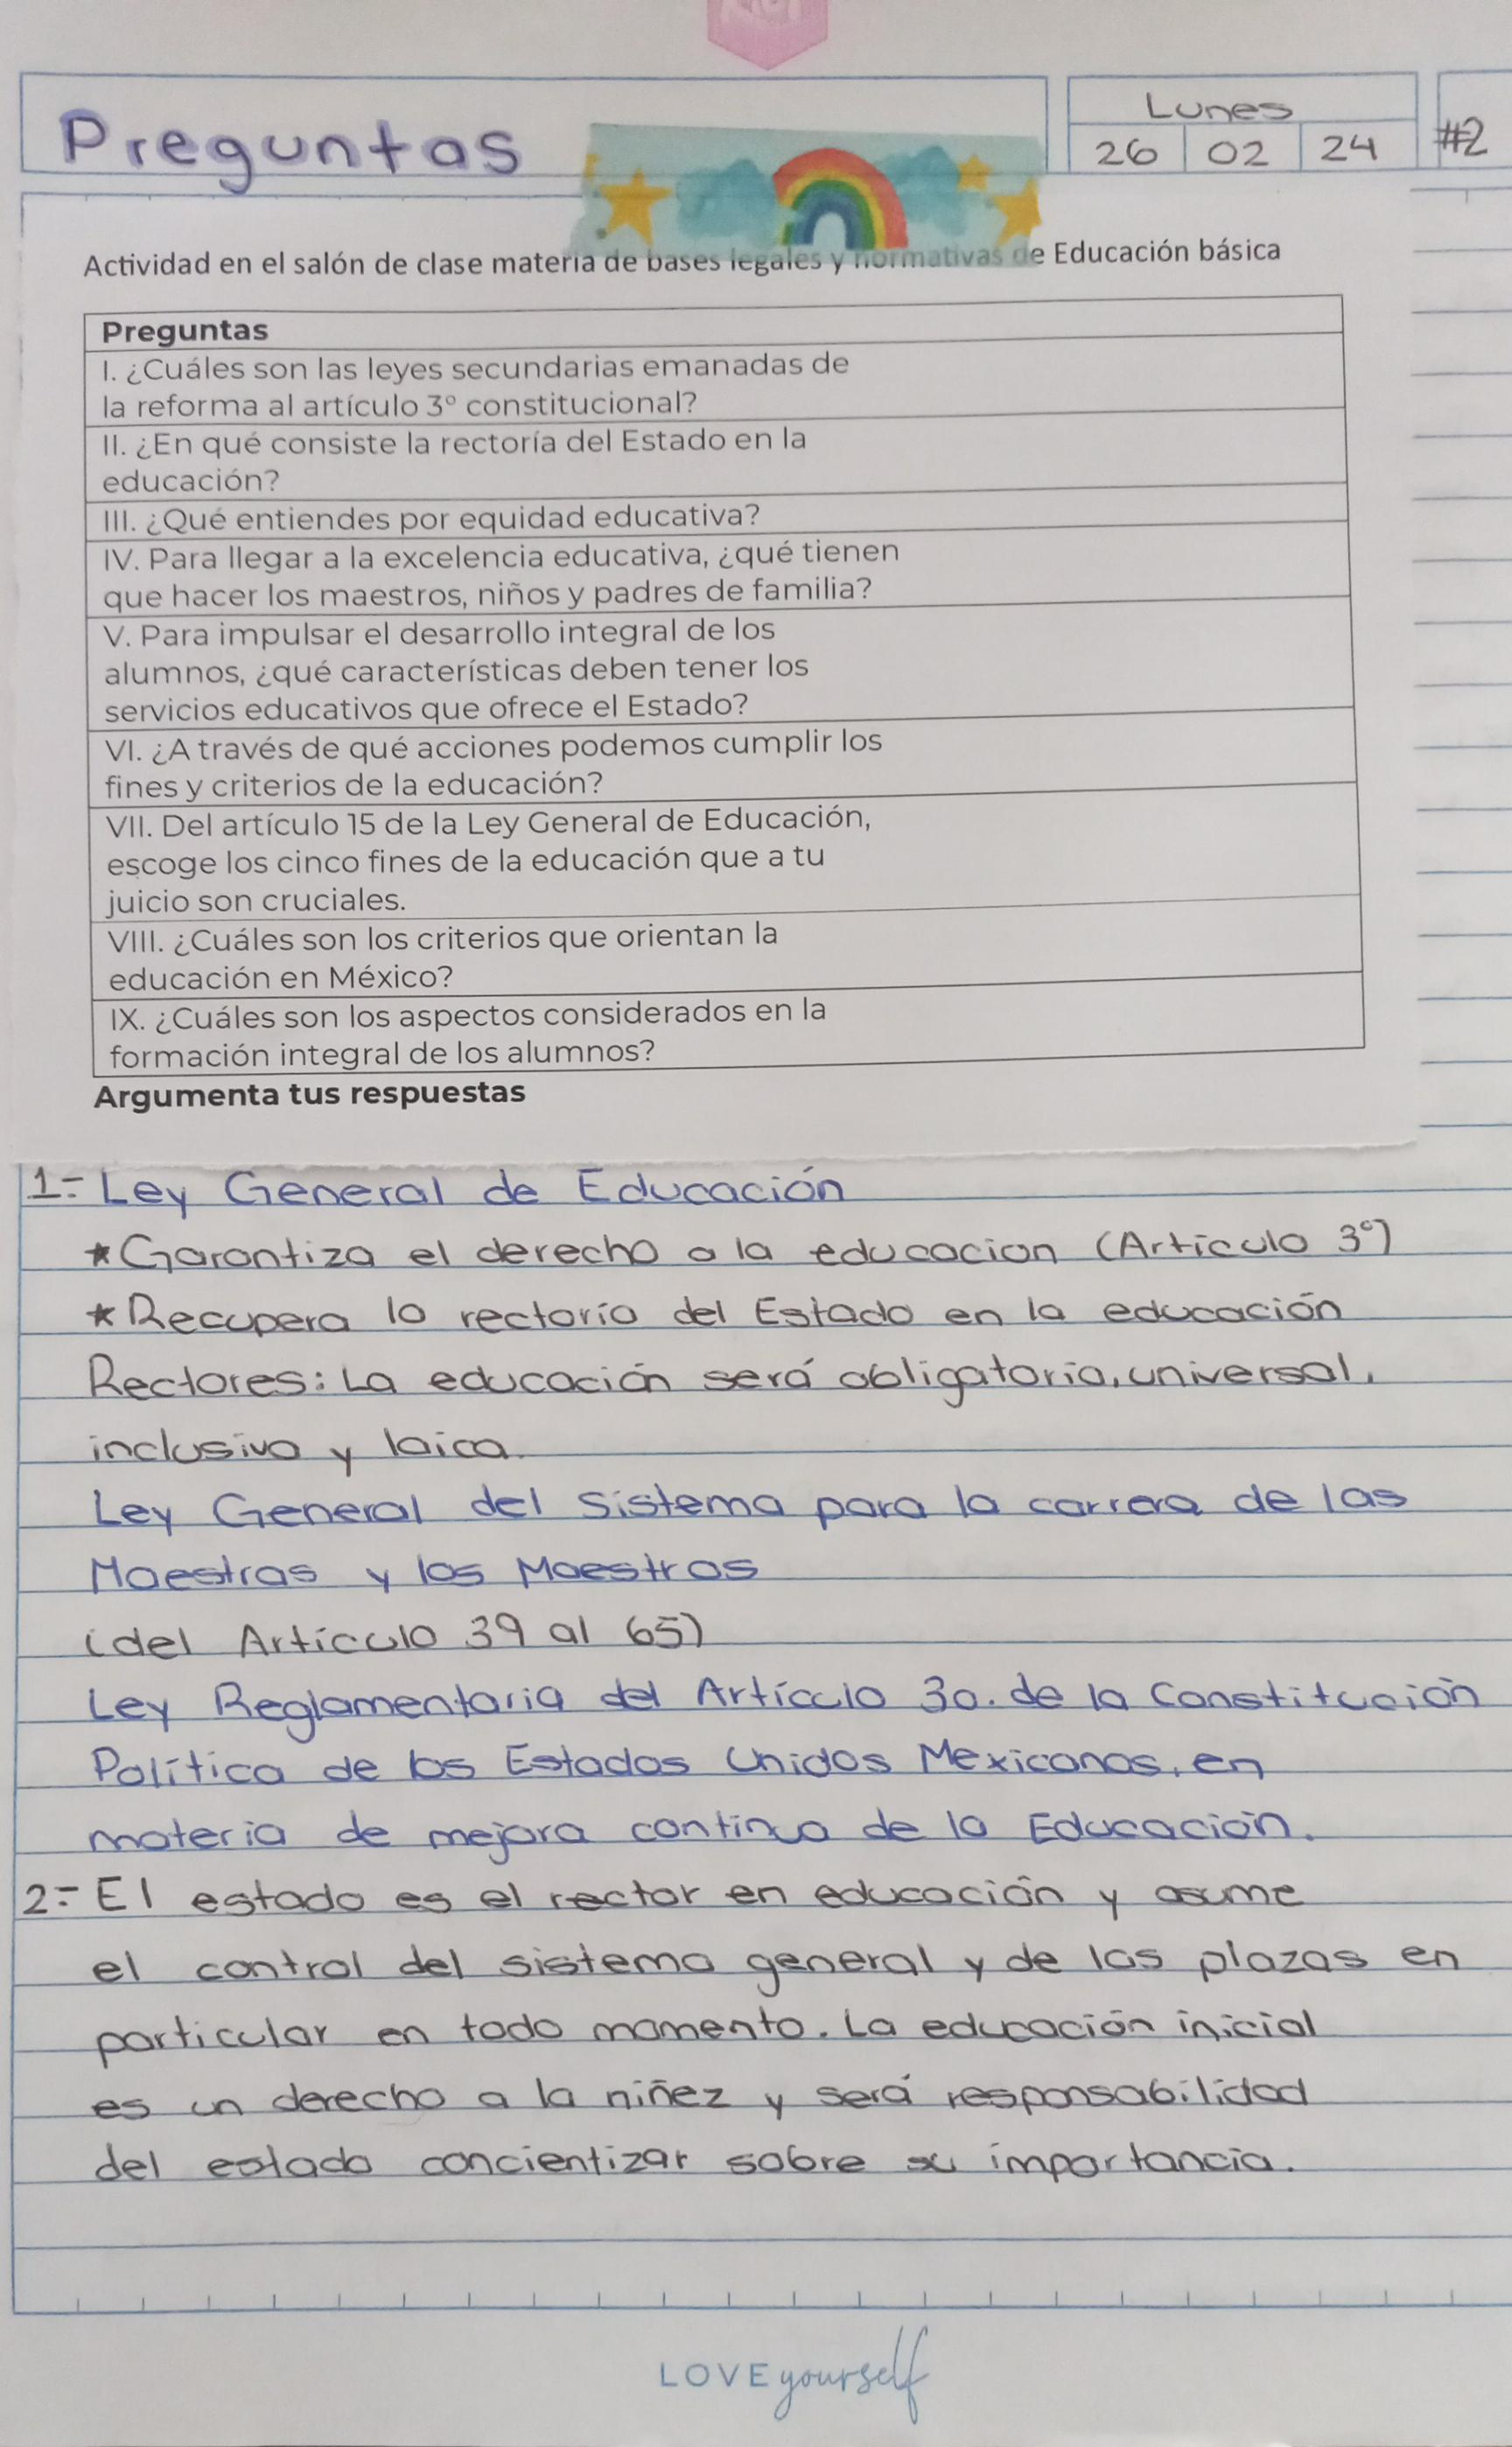 Preguntas
Lunes
26 02 24
#2
Actividad en el salón de clase materia de bases legales y normativas de Educación básica
Preguntas
I. ¿Cuáles son las leyes secundarias emanadas de
la reforma al artículo 3° constitucional?
II. ¿En qué consiste la rectoría del Estado en la
educación?
III. ¿Qué entiendes por equidad educativa?
IV. Para llegar a la excelencia educativa, ¿qué tienen
que hacer los maestros, niños y padres de familia?
V. Para impulsar el desarrollo integral de los
alumnos, ¿qué características deben tener los
servicios educativos que ofrece el Estado?
VI. ¿A través de qué acciones podemos cumplir los
fines y criterios de la educación?
VII. Del artículo 15 de la Ley General de Educación,
escoge los cinco fines de la educación que a tu
juicio son cruciales.
VIII. ¿Cuáles son los criterios que orientan la
educación en México?
IX. ¿Cuáles son los aspectos considerados en la
formación integral de los alumnos?
Argumenta tus respuestas
1.- Ley General de Educación
* Garantiza el derecho a la educacion (Artículo 3°)
* Recupera la rectoría del Estado en la educación
Rectores: La educación será obligatoria, universal,
inclusiva y laica.
Ley General del Sistema para la carrera de las
Maestras y los Maestros
(del Artículo 39 al 65)
Ley Reglamentaria del Artículo 3o. de la Constitución
Política de los Estados Unidos Mexicanos, en
materia de mejora continua de la Educación.
2.- El estado es el rector en educación y asume
el control del sistema general y de las plazas en
particular en todo momento. La educación inicial
es un derecho a la niñez y será responsabilidad
del estado concientizar sobre su importancia.
LOVE yourself